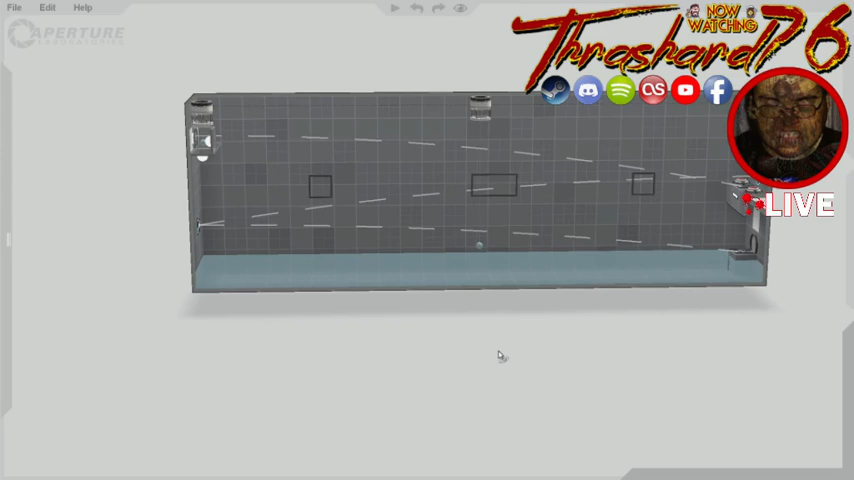 File Edit Help
APERTURE
LABORATORIES
NOW
WATCHING
Thrashard76
LIVE